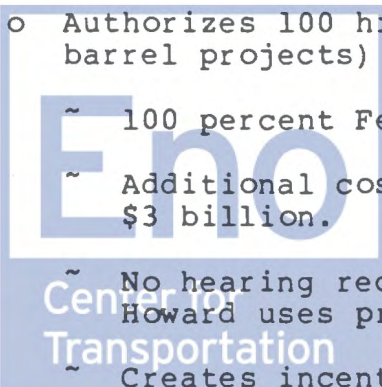 o Authorizes 100 hi
barrel projects)
~ 100 percent Fe
~ Additional cos
$3 billion.
~ No hearing rec
Howard uses pr
~ Creates incent
Eno
Center for
Transportation